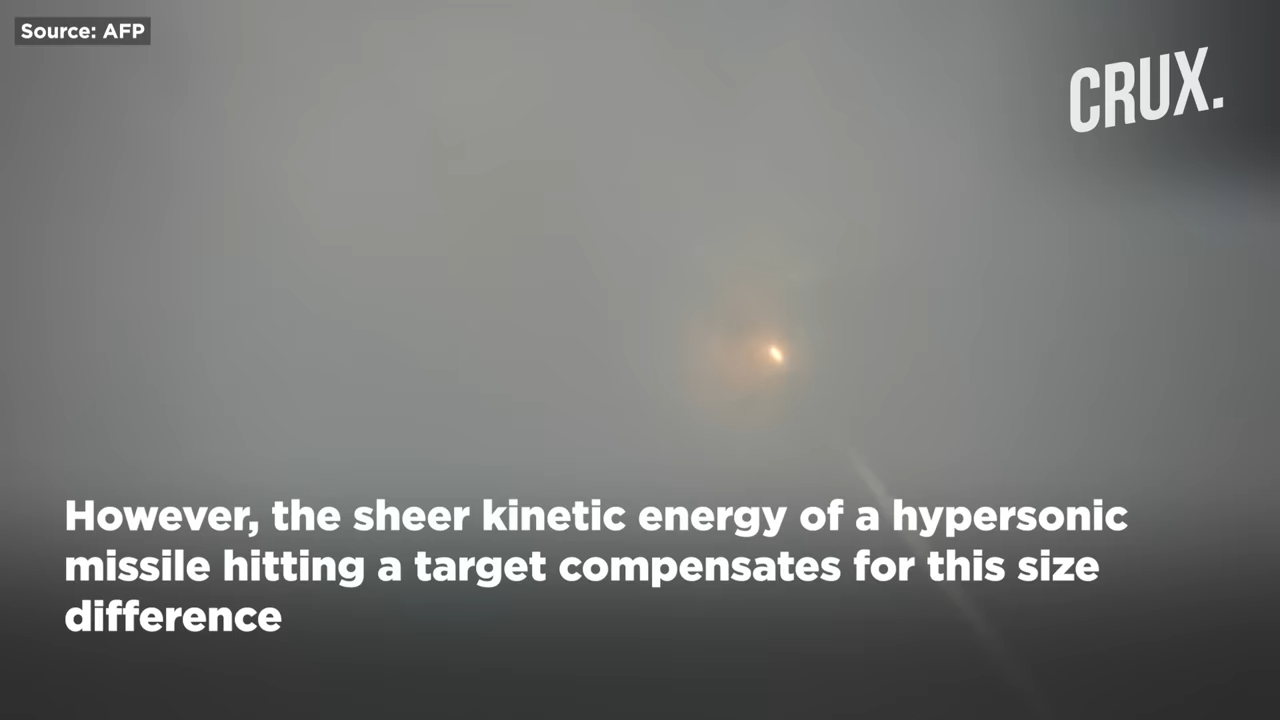 Source: AFP
CRUX.
However, the sheer kinetic energy of a hypersonic
missile hitting a target compensates for this size
difference